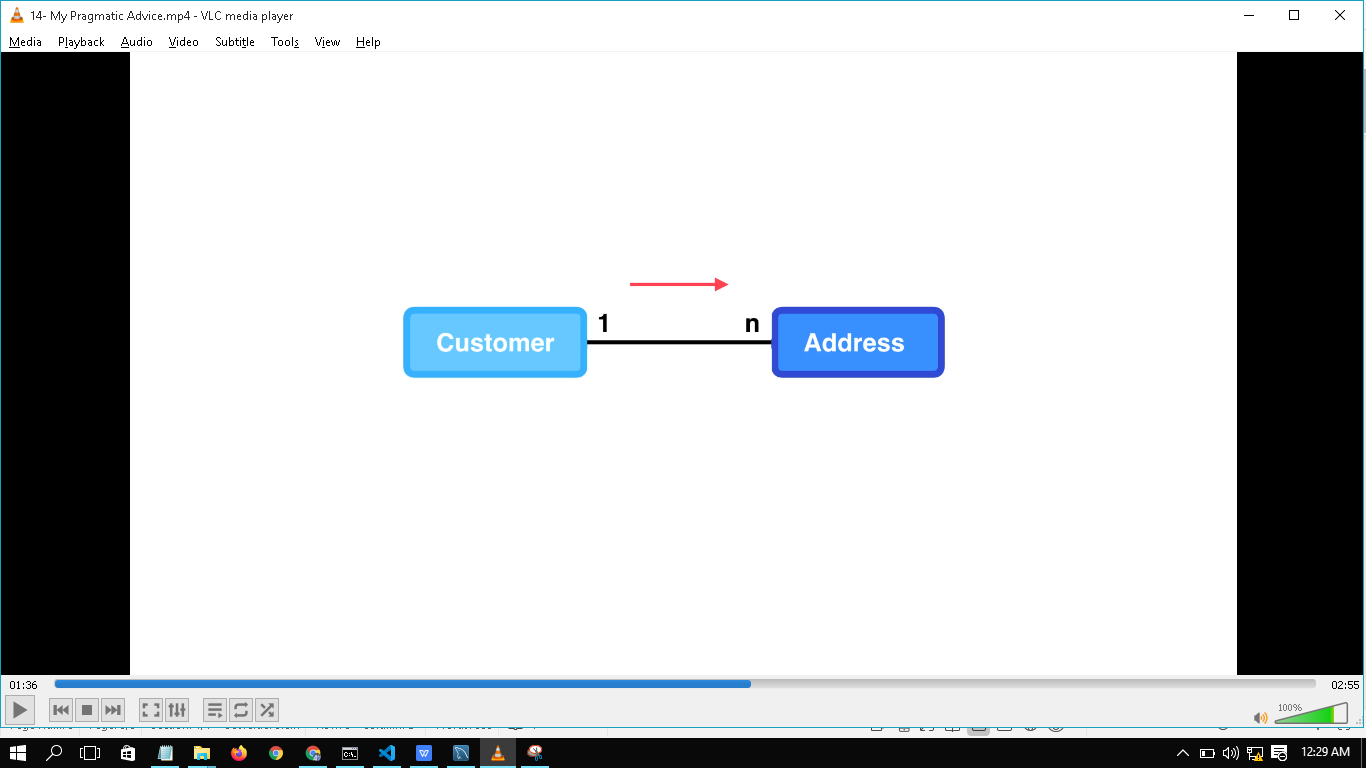 14- My Pragmatic Advice.mp4 - VLC media player
Media Playback Audio Video Subtitle Tools View Help
1 n
Customer Address
01:36 02:55
100%
12:29 AM